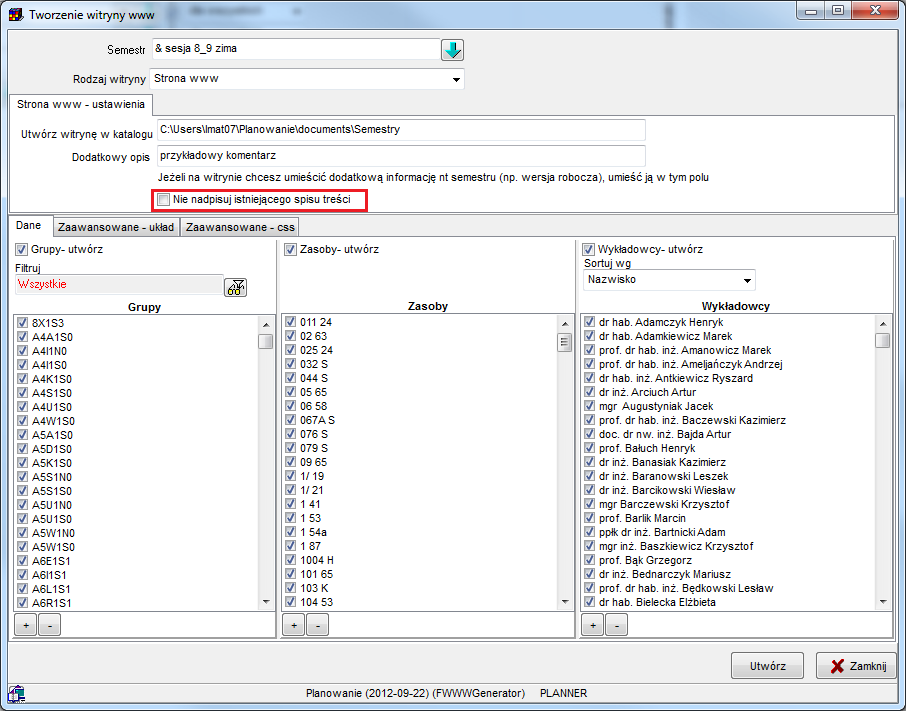 Tworzenie witryny www
Semestr & sesja 8_9 zima
Rodzaj witryny Strona www
Strona www - ustawienia
Utwórz witrynę w katalogu C:\Users\lmat07\Planowanie\documents\Semestry
Dodatkowy opis przykładowy komentarz
Jeżeli na witrynie chcesz umieścić dodatkową informację nt semestru (np. wersja robocza), umieść ją w tym polu
Nie nadpisuj istniejącego spisu treści
Dane Zaawansowane - układ Zaawansowane - css
Grupy- utwórz
Filtruj
Wszystkie
Grupy
8X1S3
A4A1S0
A4I1N0
A4I1S0
A4K1S0
A4S1S0
A4U1S0
A4W1S0
A5A1S0
A5D1S0
A5K1S0
A5S1N0
A5S1S0
A5U1N0
A5U1S0
A5W1N0
A5W1S0
A6E1S1
A6I1S1
A6L1S1
A6R1S1
+ -
Zasoby- utwórz
Zasoby
011 24
02 63
025 24
032 S
044 S
05 65
06 58
067A S
076 S
079 S
09 65
1/ 19
1/ 21
1 41
1 53
1 54a
1 87
1004 H
101 65
103 K
104 53
+ -
Wykładowcy- utwórz
Sortuj wg
Nazwisko
Wykładowcy
dr hab. Adamczyk Henryk
dr hab. Adamkiewicz Marek
prof. dr hab. inż. Amanowicz Marek
prof. dr hab. inż. Ameljańczyk Andrzej
dr hab. inż. Antkiewicz Ryszard
dr inż. Arciuch Artur
mgr Augustyniak Jacek
prof. dr hab. inż. Baczewski Kazimierz
doc. dr nw. inż. Bajda Artur
prof. Bałuch Henryk
dr inż. Banasiak Kazimierz
dr inż. Baranowski Leszek
dr inż. Barcikowski Wiesław
mgr Barczewski Krzysztof
prof. Barlik Marcin
ppłk dr inż. Bartnicki Adam
mgr inż. Baszkiewicz Krzysztof
prof. Bąk Grzegorz
dr inż. Bednarczyk Mariusz
prof. dr hab. inż. Będkowski Lesław
dr hab. Bielecka Elżbieta
+ -
Utwórz Zamknij
Planowanie (2012-09-22) (FWWWGenerator) PLANNER